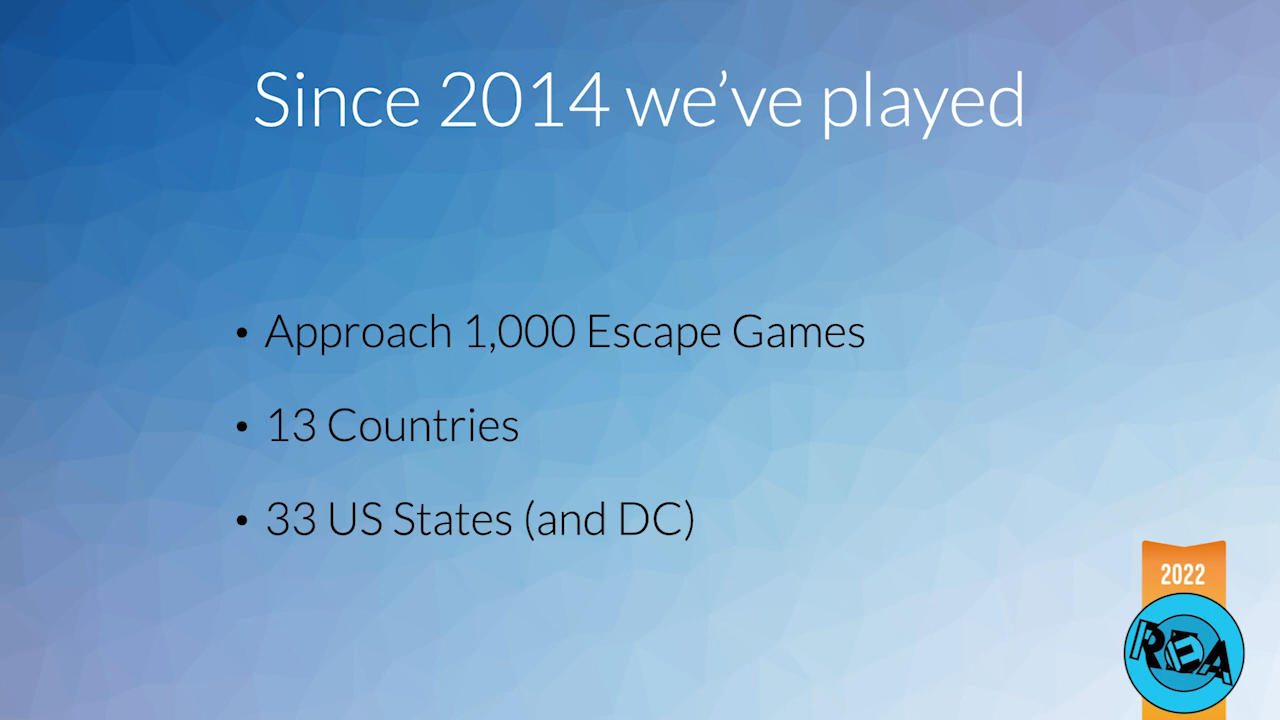 Since 2014 we’ve played
• Approach 1,000 Escape Games
• 13 Countries
• 33 US States (and DC)
2022
REA